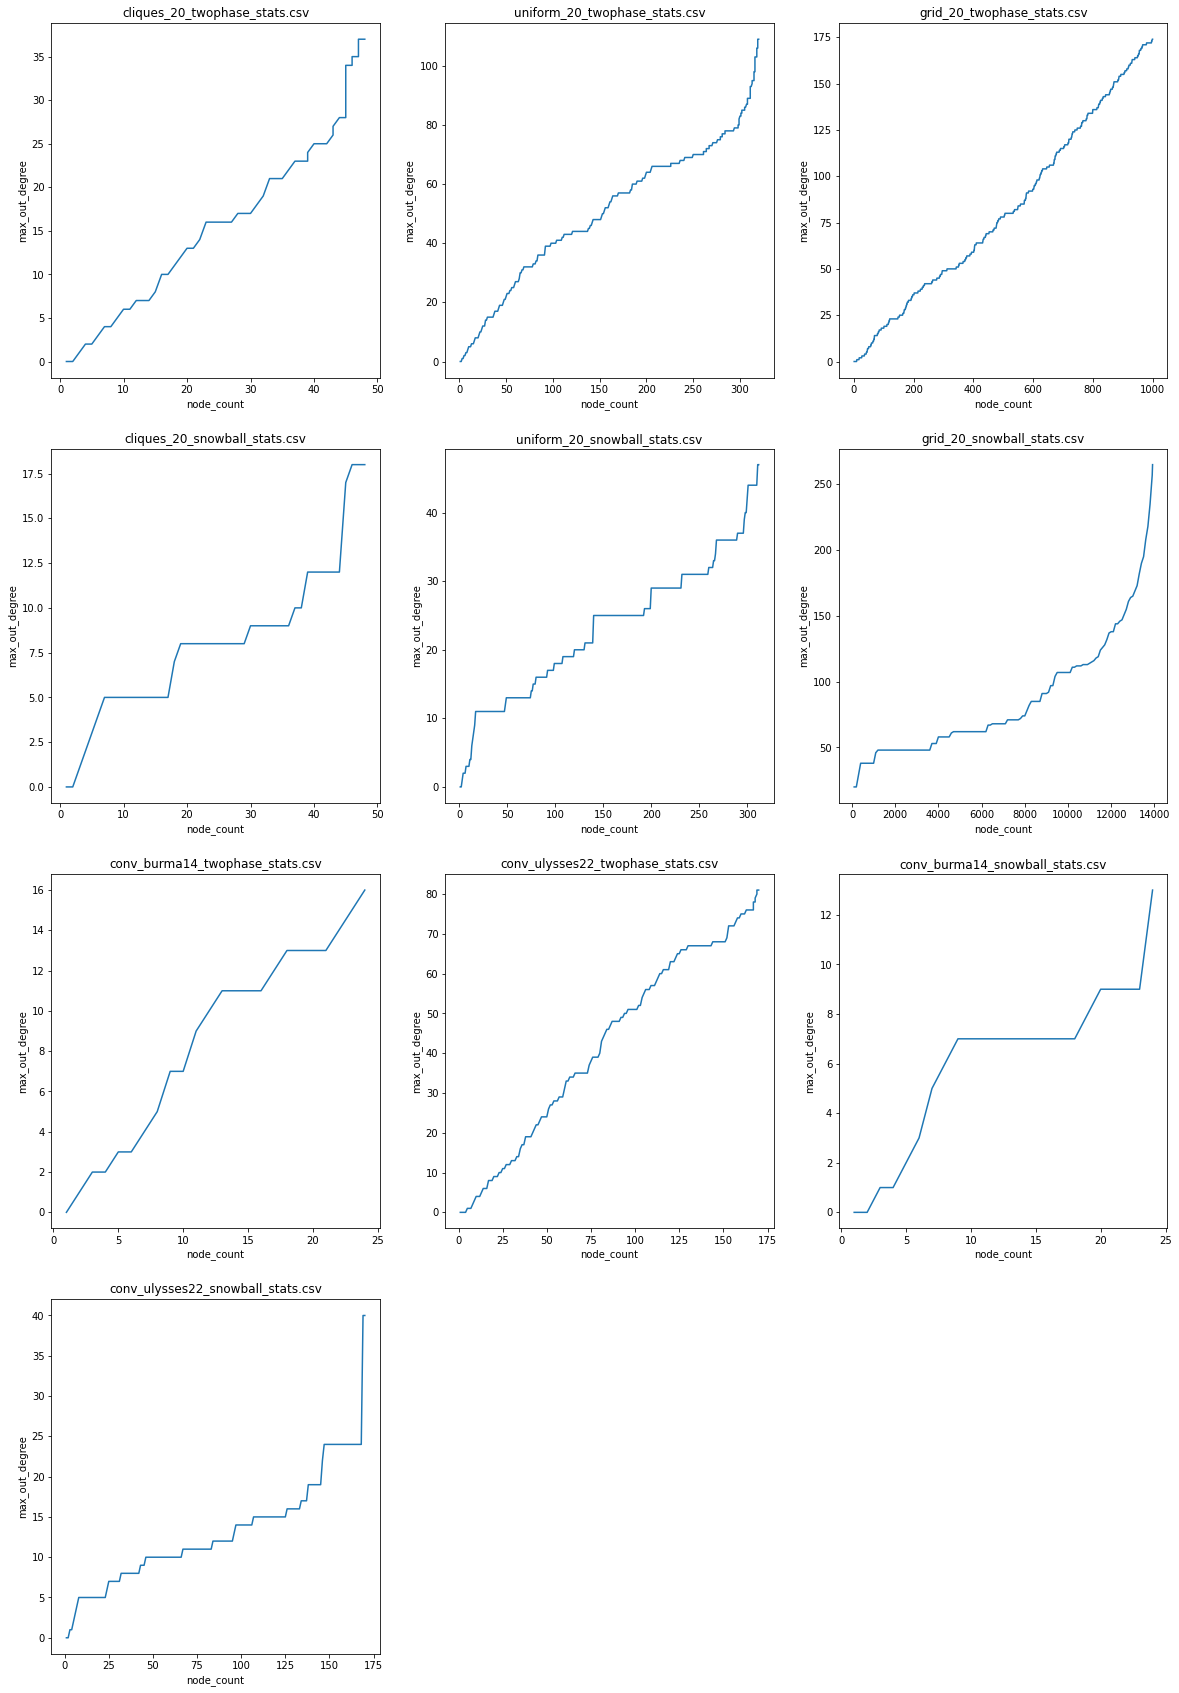 cliques_20_twophase_stats.csv
max_out_degree
35
30
25
20
15
10
5
0
0 10 20 30 40 50
node_count
uniform_20_twophase_stats.csv
max_out_degree
100
80
60
40
20
0
0 50 100 150 200 250 300
node_count
grid_20_twophase_stats.csv
max_out_degree
175
150
125
100
75
50
25
0
0 200 400 600 800 1000
node_count
cliques_20_snowball_stats.csv
max_out_degree
17.5
15.0
12.5
10.0
7.5
5.0
2.5
0.0
0 10 20 30 40 50
node_count
uniform_20_snowball_stats.csv
max_out_degree
40
30
20
10
0
0 50 100 150 200 250 300
node_count
grid_20_snowball_stats.csv
max_out_degree
250
200
150
100
50
0 2000 4000 6000 8000 10000 12000 14000
node_count
conv_burma14_twophase_stats.csv
max_out_degree
16
14
12
10
8
6
4
2
0
0 5 10 15 20 25
node_count
conv_ulysses22_twophase_stats.csv
max_out_degree
80
70
60
50
40
30
20
10
0
0 25 50 75 100 125 150 175
node_count
conv_burma14_snowball_stats.csv
max_out_degree
12
10
8
6
4
2
0
0 5 10 15 20 25
node_count
conv_ulysses22_snowball_stats.csv
max_out_degree
40
35
30
25
20
15
10
5
0
0 25 50 75 100 125 150 175
node_count